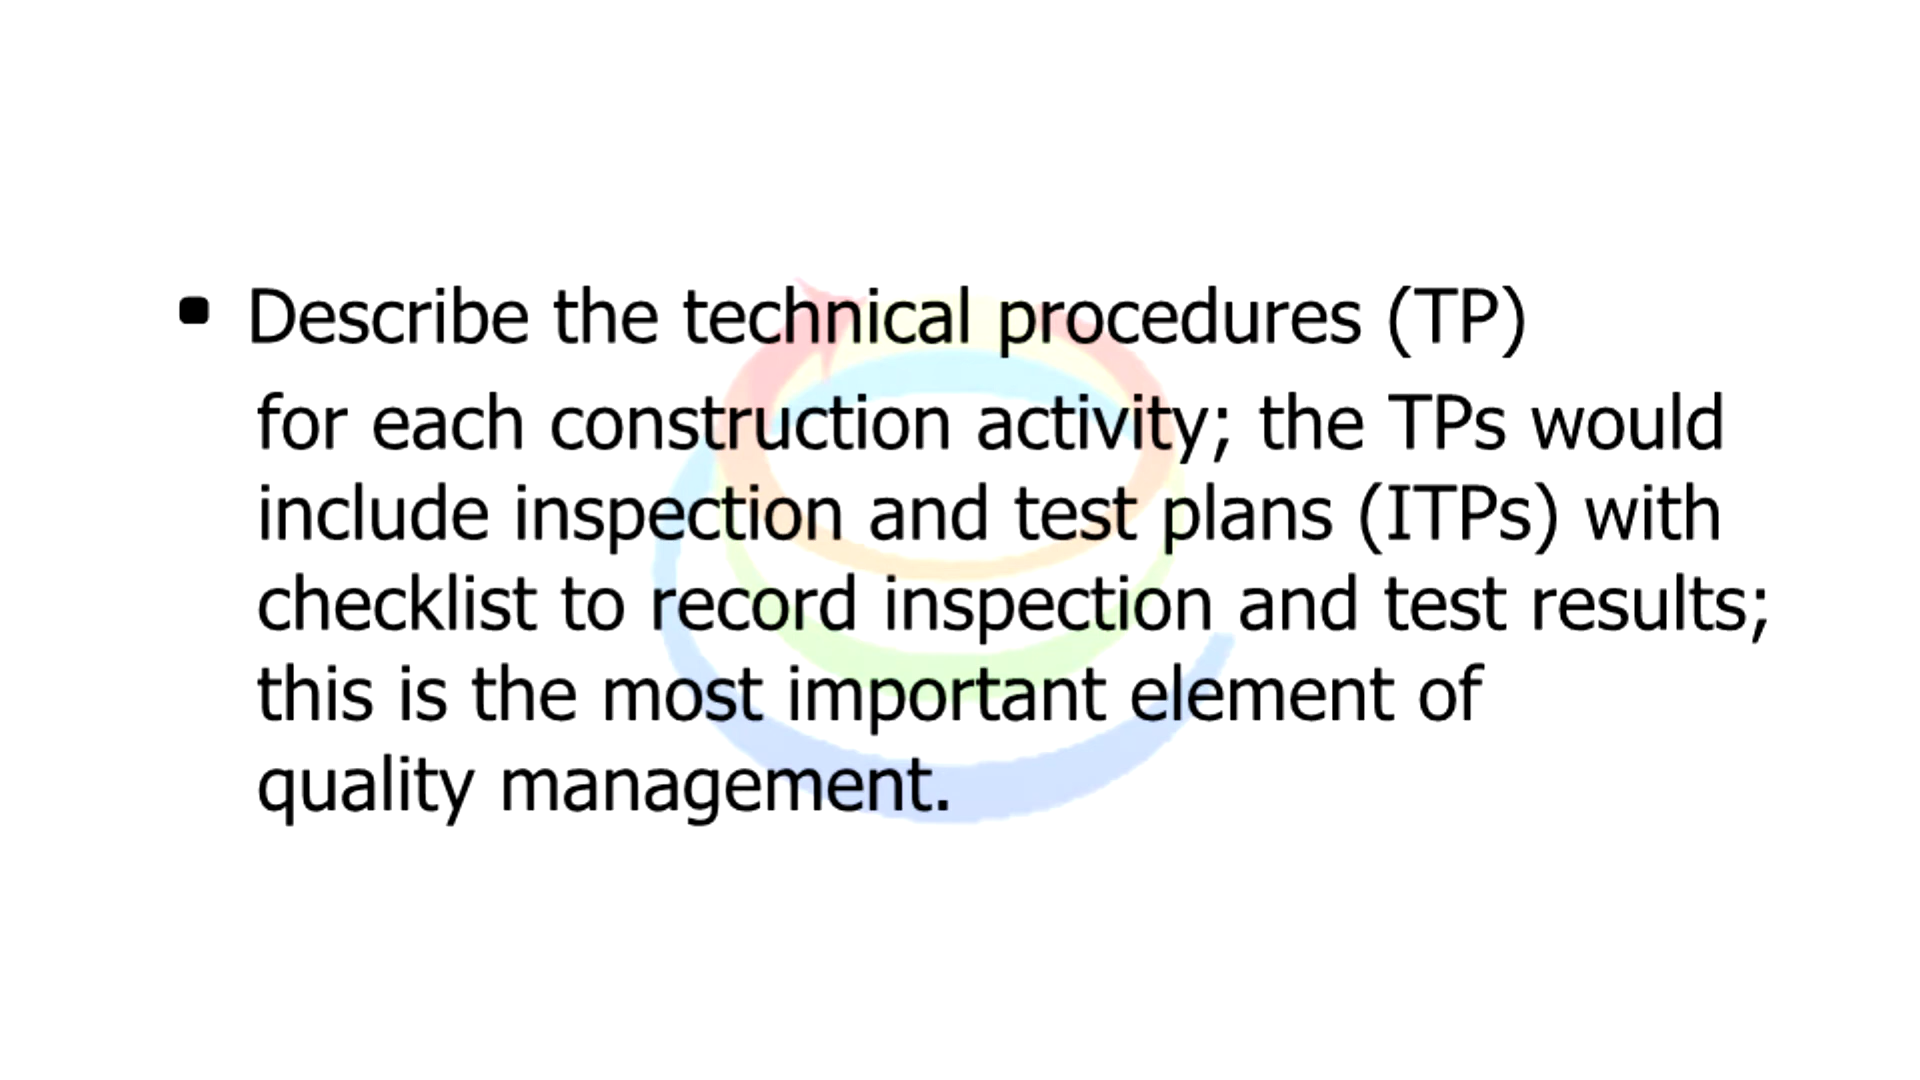 ▪ Describe the technical procedures (TP)
for each construction activity; the TPs would
include inspection and test plans (ITPs) with
checklist to record inspection and test results;
this is the most important element of
quality management.